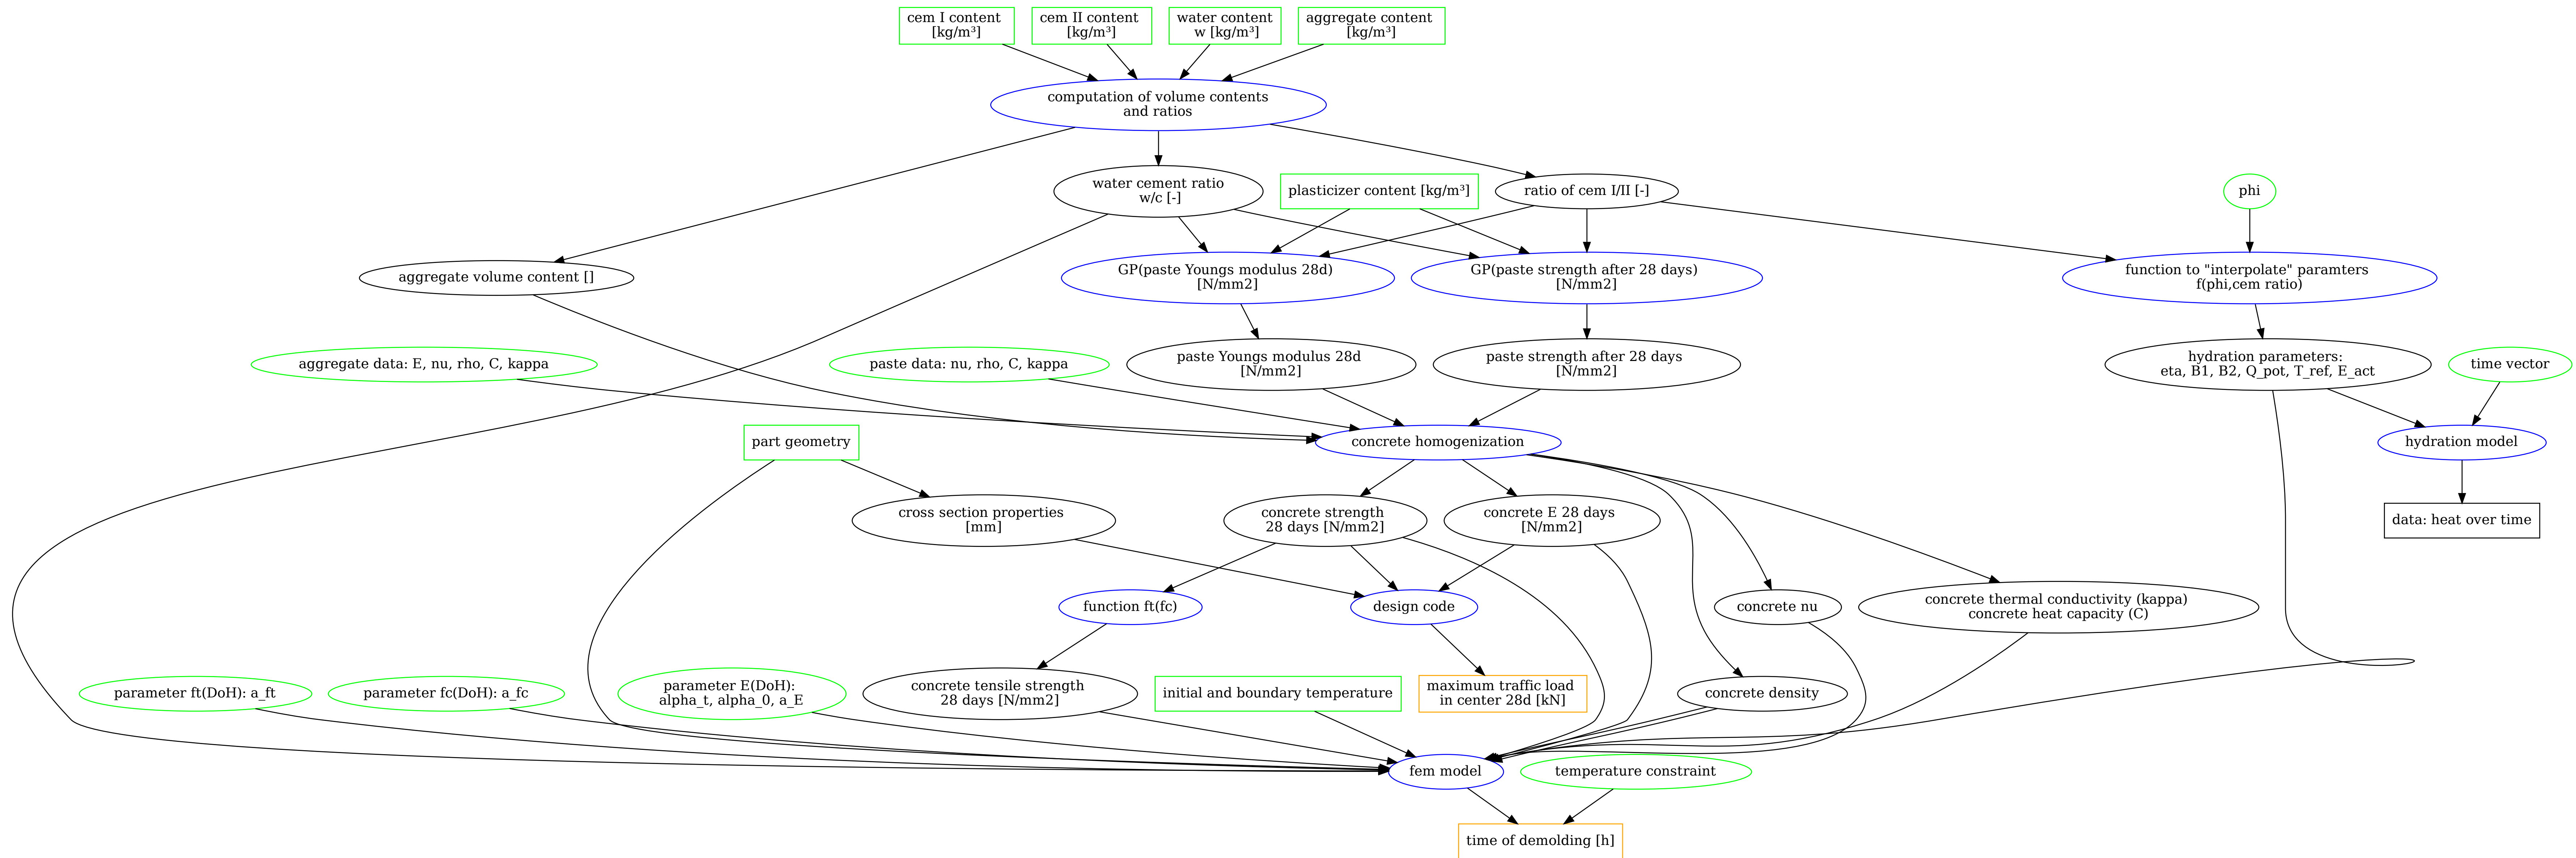 cem I content
[kg/m³]
cem II content
[kg/m³]
water content
w [kg/m³]
aggregate content
[kg/m³]
computation of volume contents
and ratios
water cement ratio
w/c [-]
plasticizer content [kg/m³]
ratio of cem I/II [-]
phi
aggregate volume content []
GP(paste Youngs modulus 28d)
[N/mm2]
GP(paste strength after 28 days)
[N/mm2]
function to "interpolate" paramters
f(phi,cem ratio)
aggregate data: E, nu, rho, C, kappa
paste data: nu, rho, C, kappa
paste Youngs modulus 28d
[N/mm2]
paste strength after 28 days
[N/mm2]
hydration parameters:
eta, B1, B2, Q_pot, T_ref, E_act
time vector
part geometry
concrete homogenization
hydration model
cross section properties
[mm]
concrete strength
28 days [N/mm2]
concrete E 28 days
[N/mm2]
data: heat over time
function ft(fc)
design code
concrete nu
concrete thermal conductivity (kappa)
concrete heat capacity (C)
parameter ft(DoH): a_ft
parameter fc(DoH): a_fc
parameter E(DoH):
alpha_t, alpha_0, a_E
concrete tensile strength
28 days [N/mm2]
initial and boundary temperature
maximum traffic load
in center 28d [kN]
concrete density
fem model
temperature constraint
time of demolding [h]